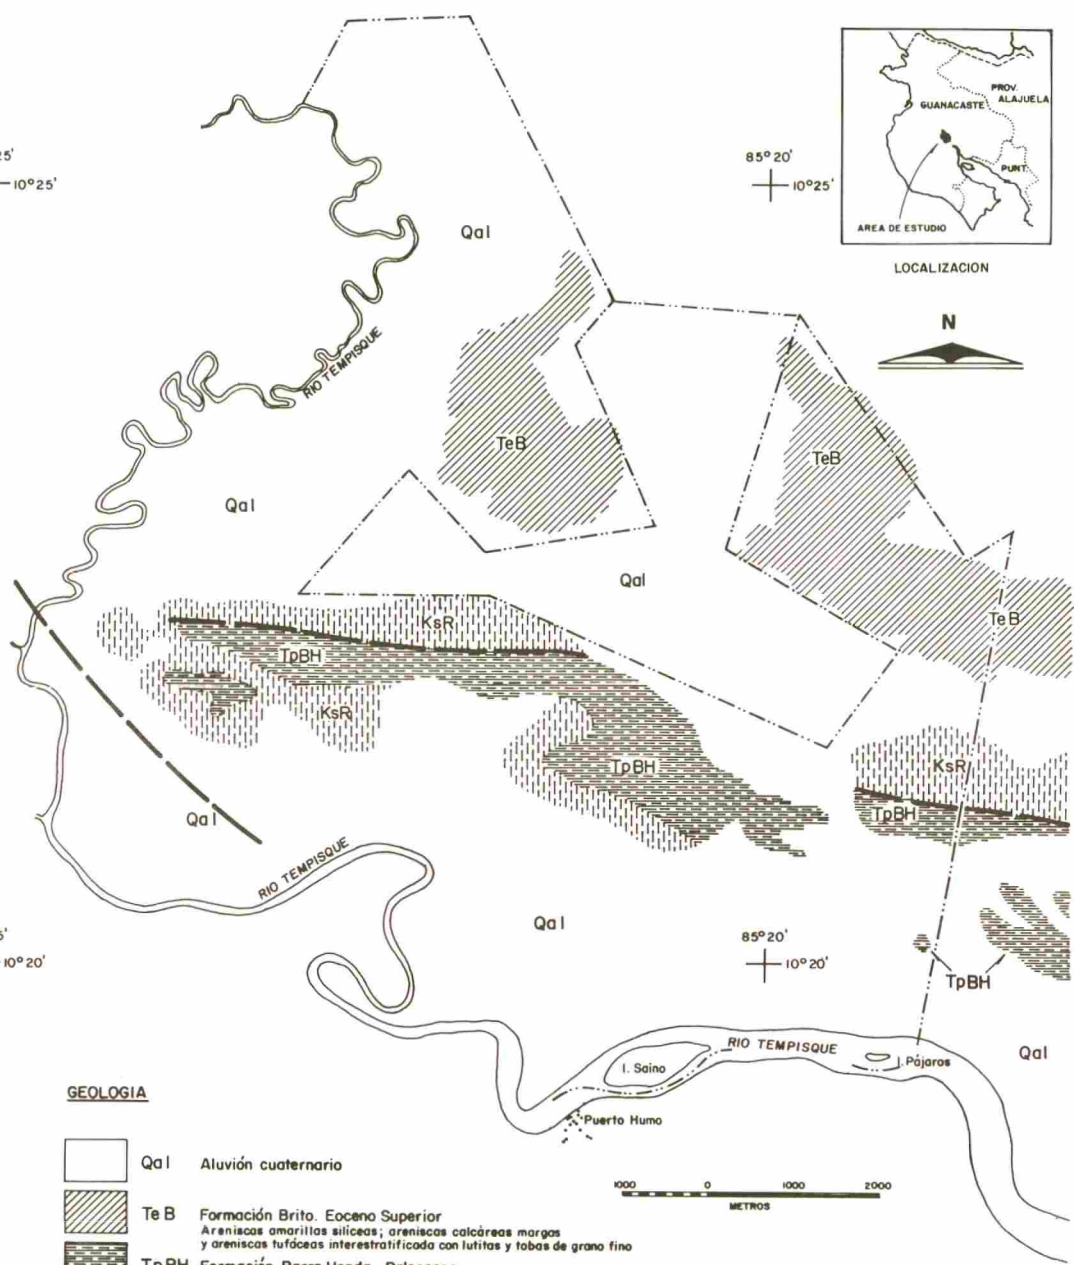 PROV.
ALAJUELA
GUANACASTE
PUNT.
AREA DE ESTUDIO
LOCALIZACION
N
10°25'
85°20'
10°25'
Qal
RIO TEMPISQUE
TeB
TeB
Qal
Qal
TeB
KsR
TpBH
KsR
TpBH
KsR
TpBH
Qal
RIO TEMPISQUE
Qal
10°20'
85°20'
10°20'
TpBH
Qal
RIO TEMPISQUE
I. Saino
I. Pájaros
Puerto Humo
1000 0 1000 2000
METROS
GEOLOGIA
Qal Aluvión cuaternario
TeB Formación Brito. Eoceno Superior
Areniscas amarillas silíceas; areniscas calcáreas margas
y areniscas tufáceas interestratificada con lutitas y tobas de grano fino